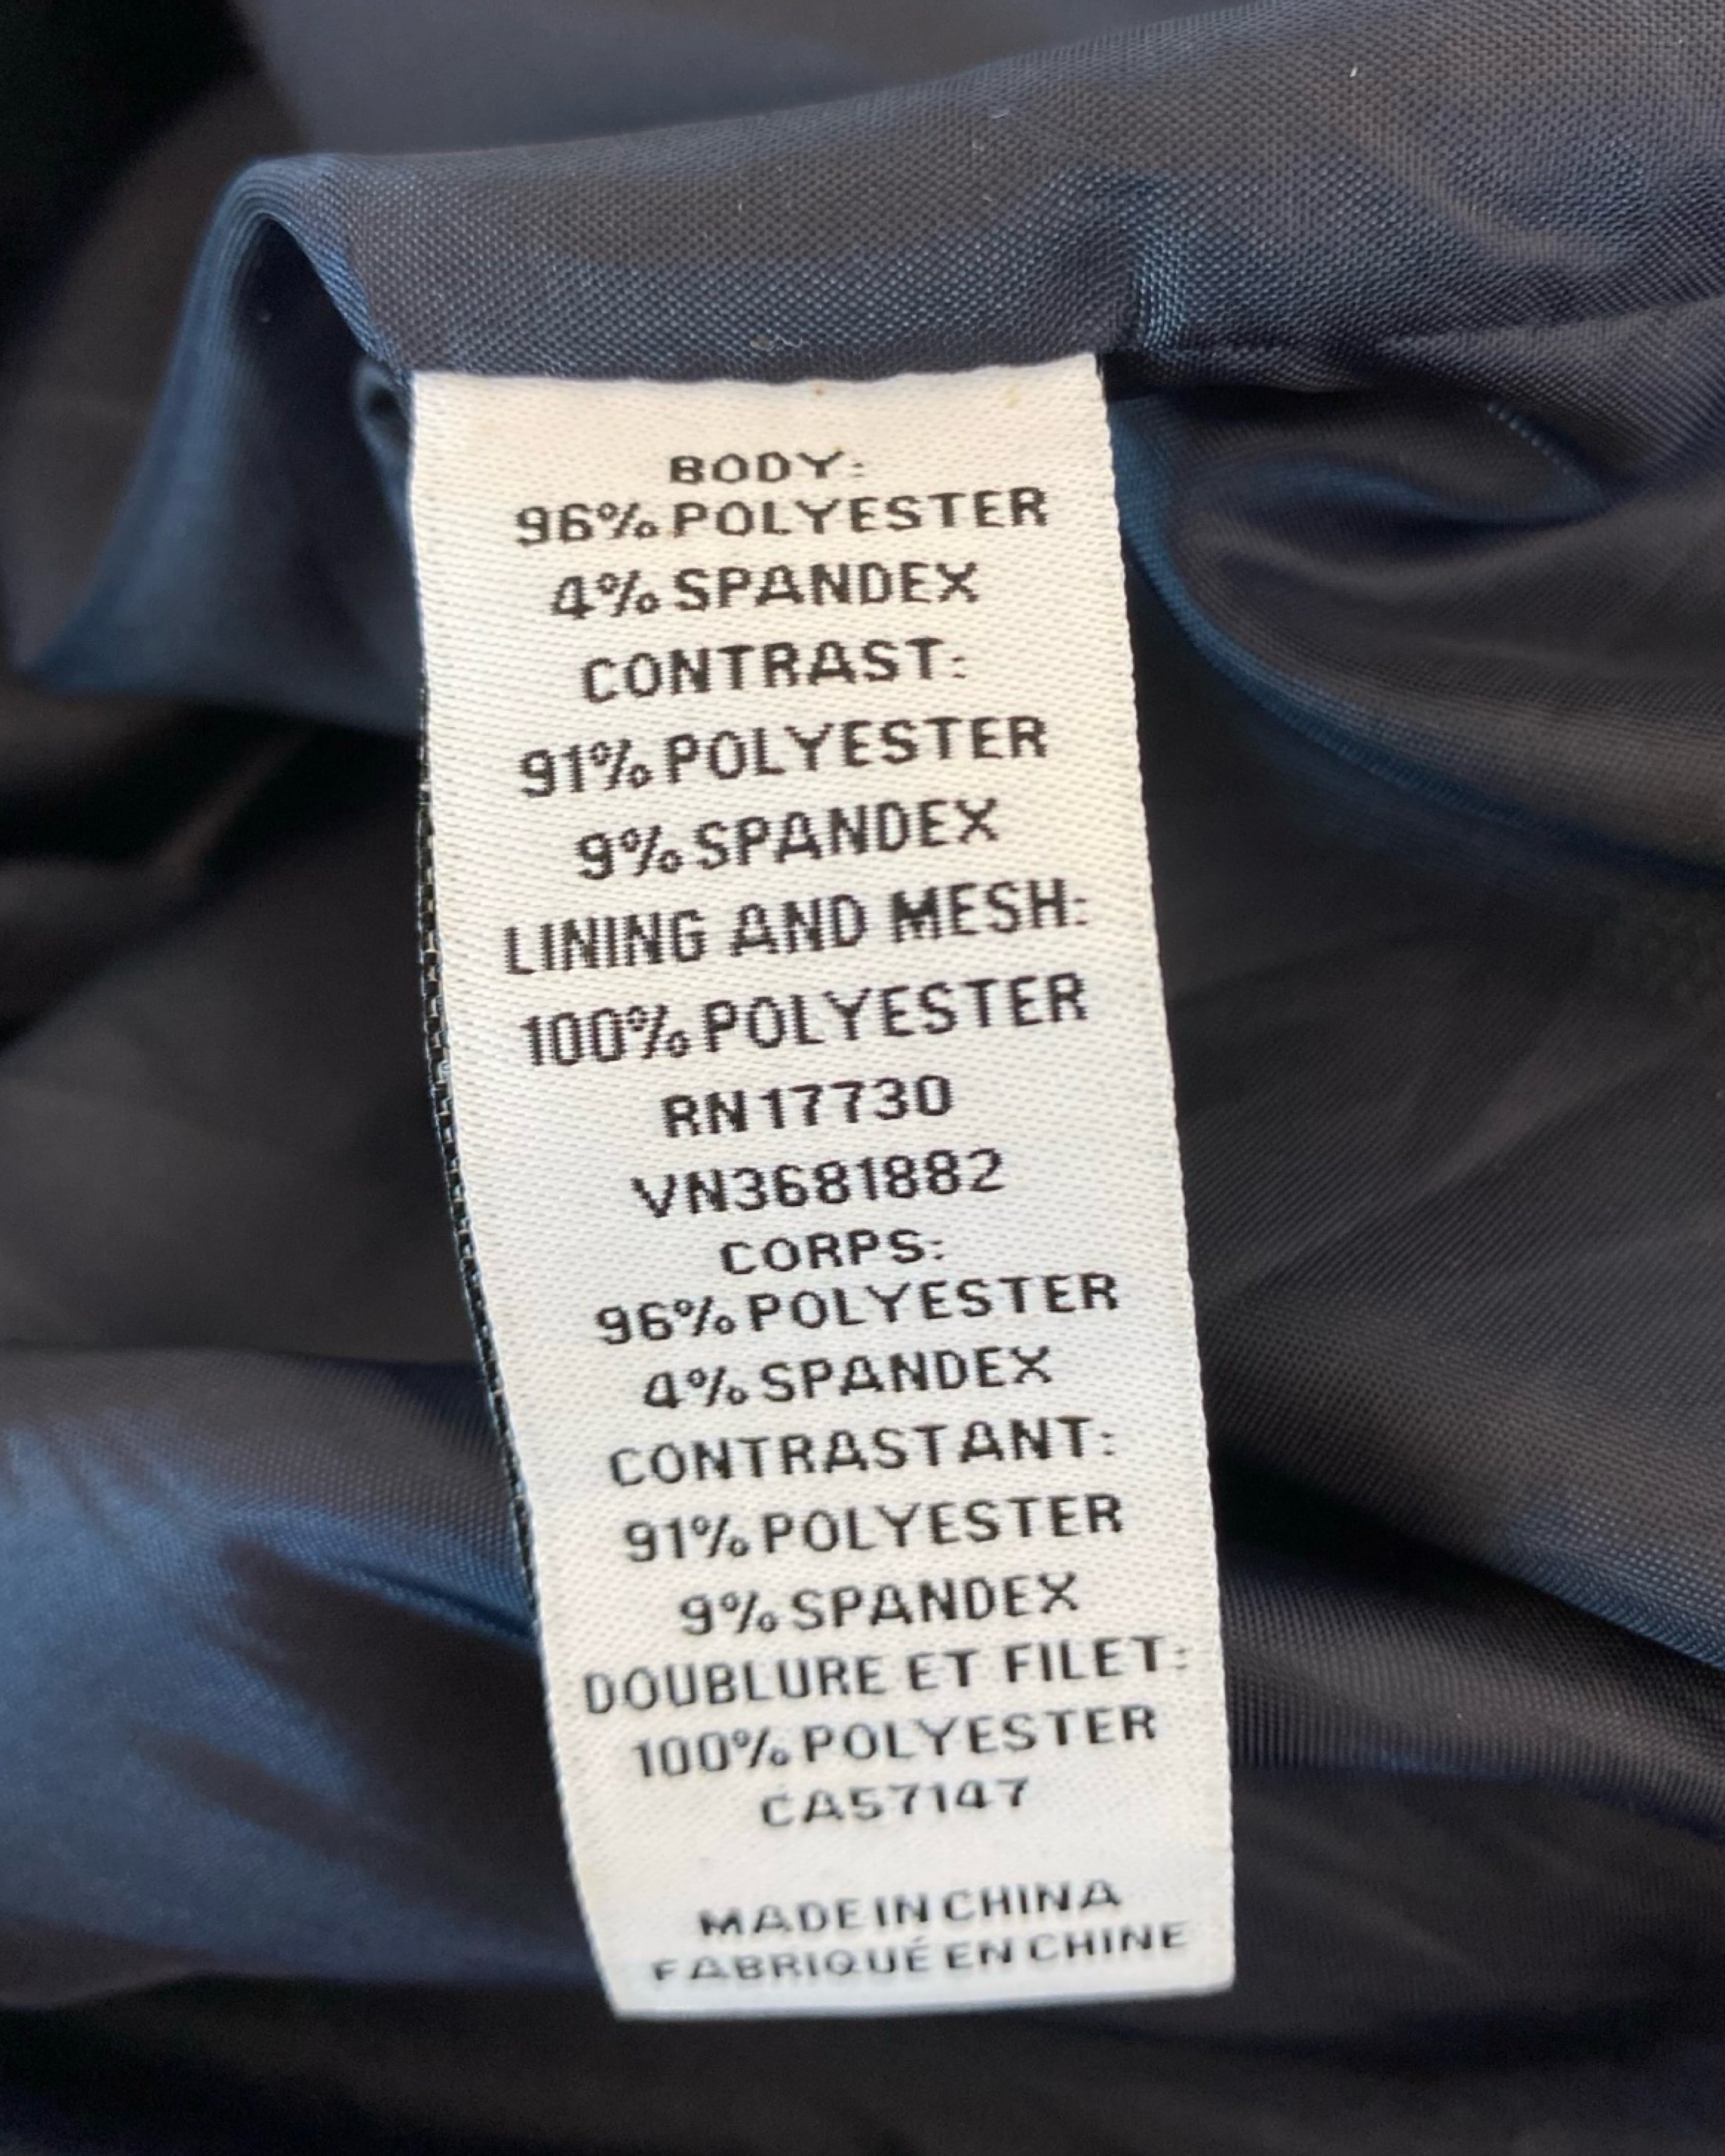 BODY:
96% POLYESTER
4% SPANDEX
CONTRAST:
91% POLYESTER
9% SPANDEX
LINING AND MESH:
100% POLYESTER
RN17730
VN3681882
CORPS:
96% POLYESTER
4% SPANDEX
CONTRASTANT:
91% POLYESTER
9% SPANDEX
DOUBLURE ET FILET:
100% POLYESTER
CA57147
MADE IN CHINA
FABRIQUÉ EN CHINE